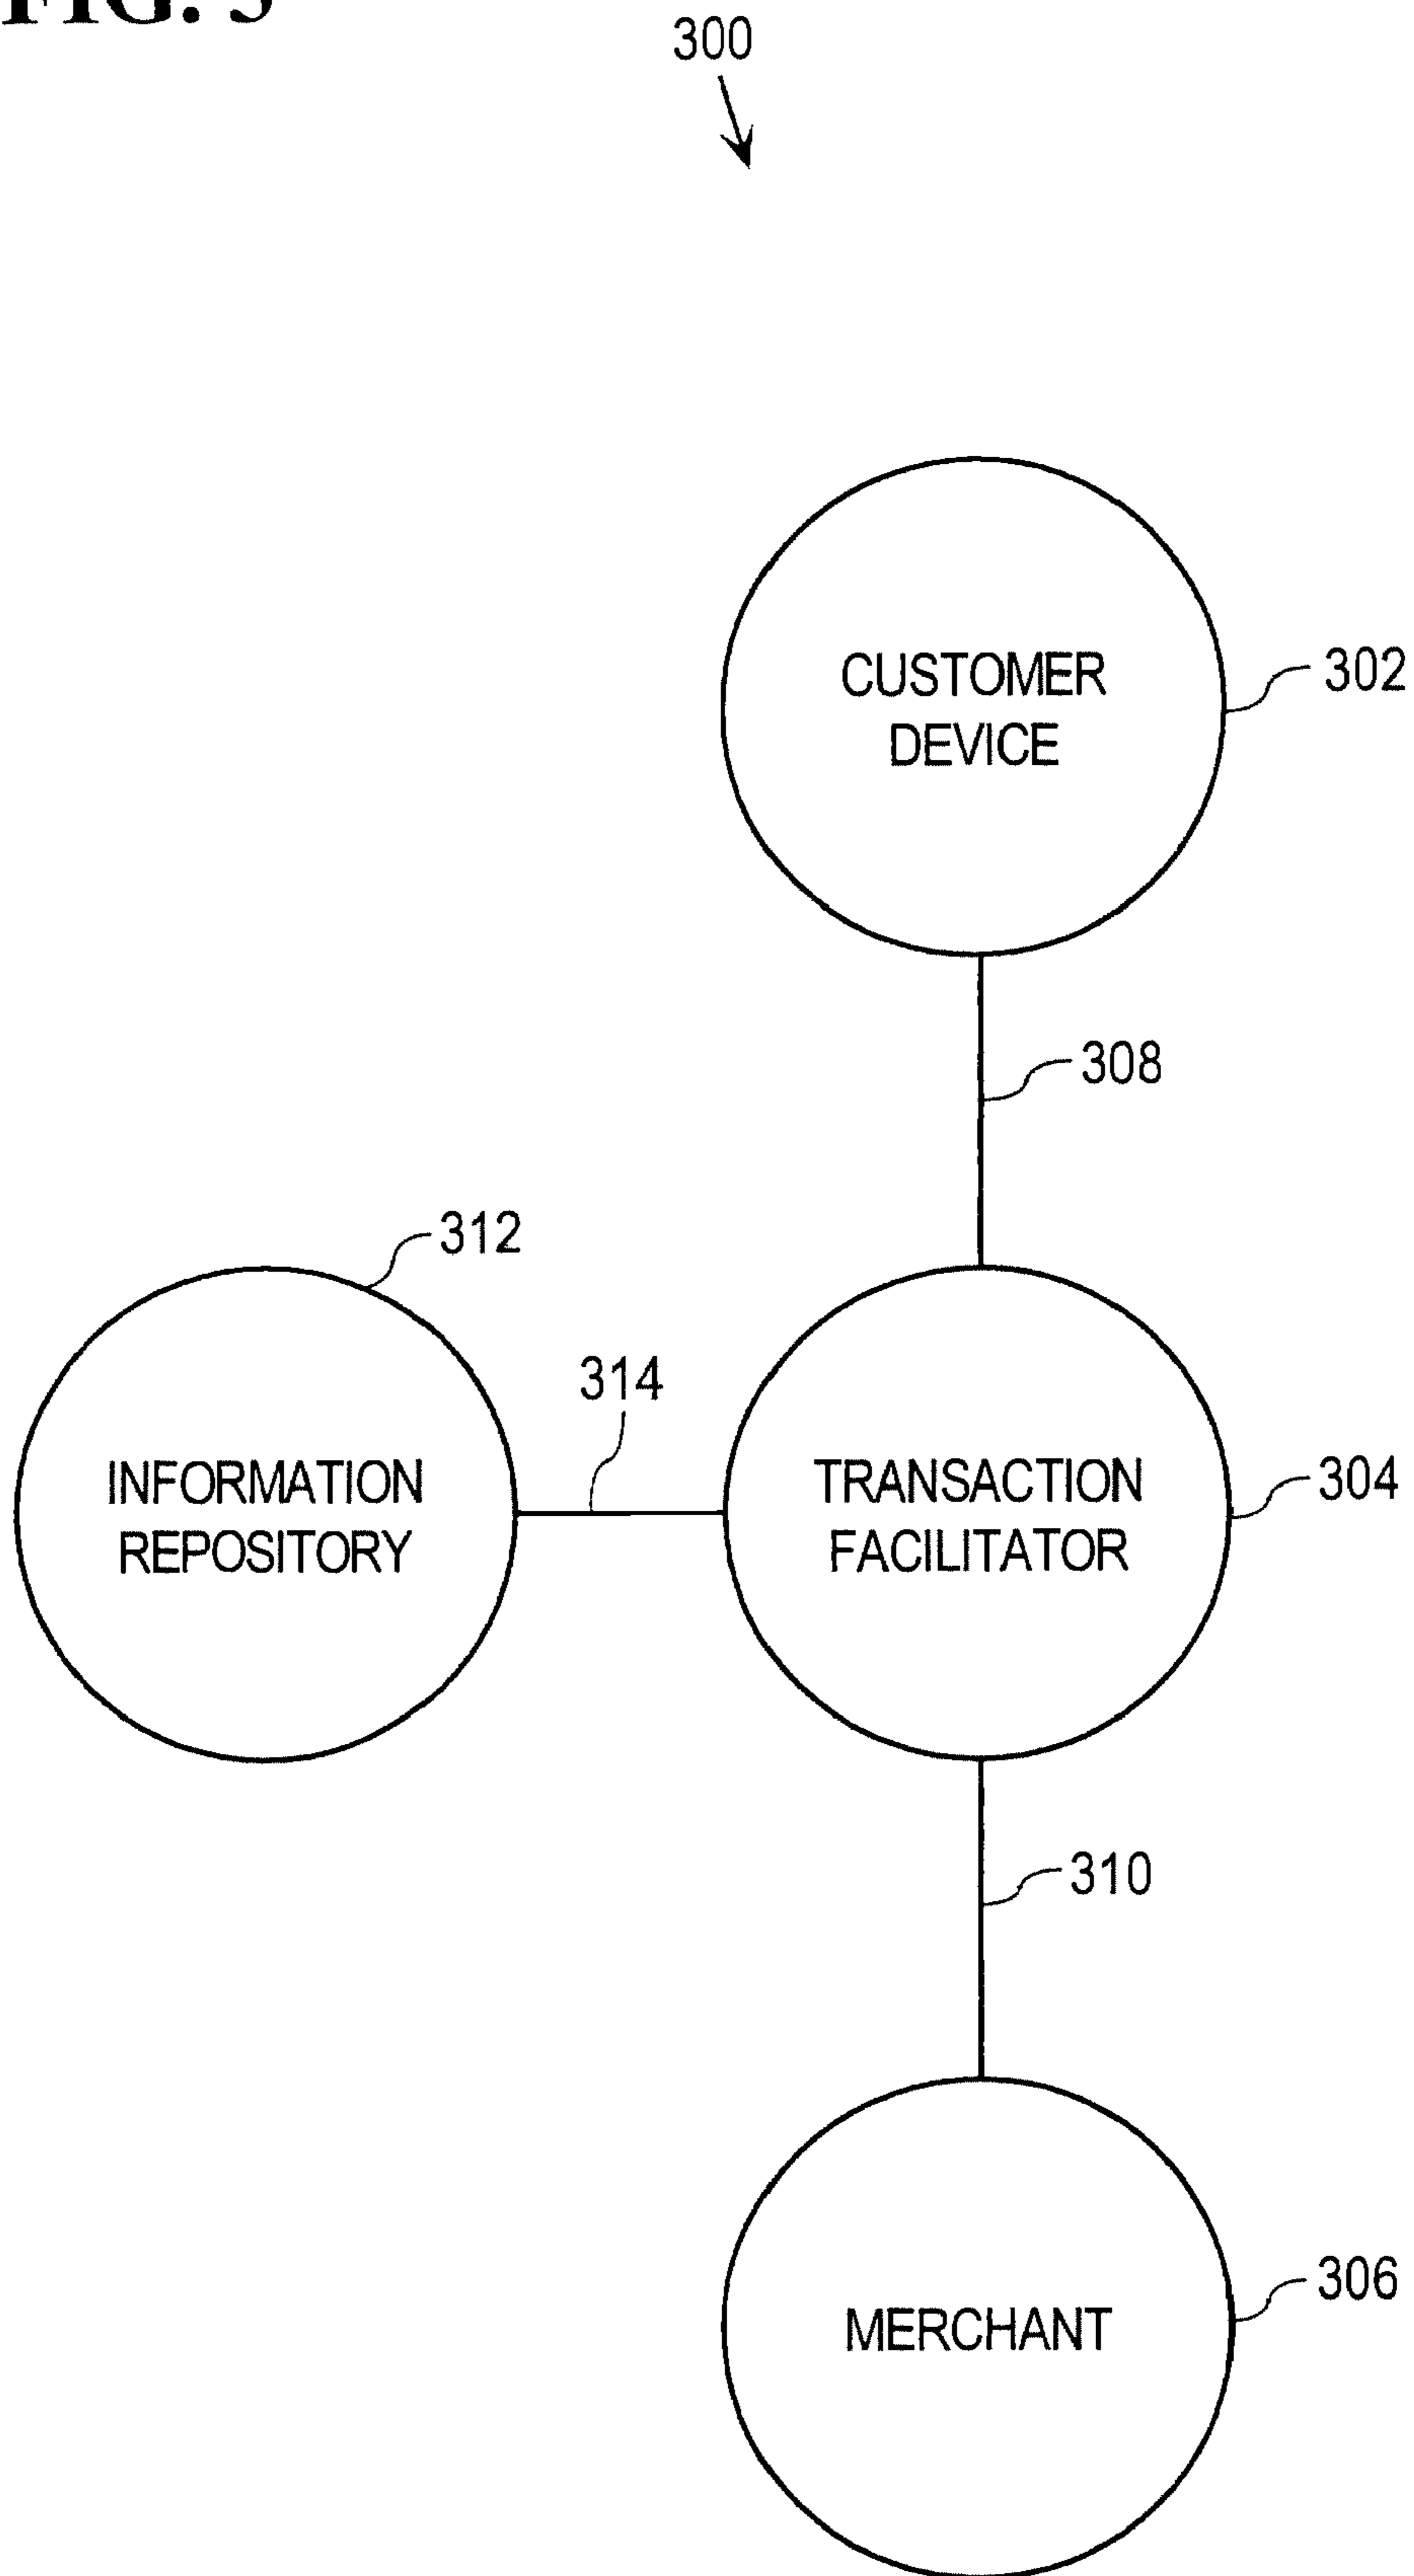 FIG. 3
300
CUSTOMER
DEVICE
302
308
312
314
INFORMATION
REPOSITORY
TRANSACTION
FACILITATOR
304
310
MERCHANT
306